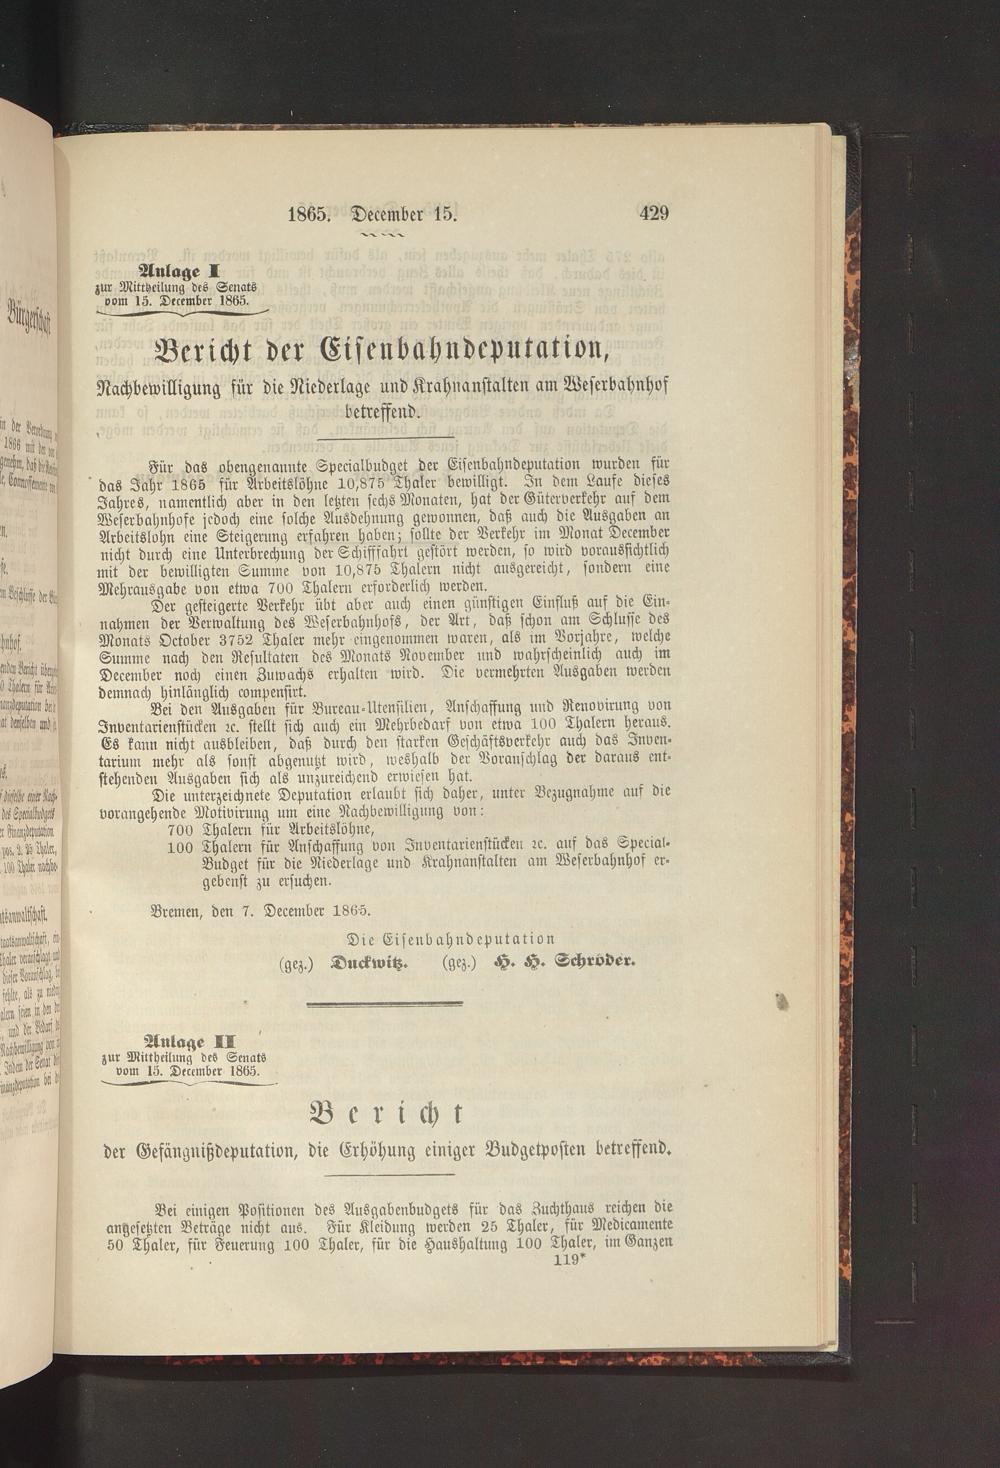 1865. December 15. 429
Anlage I
zur Mittheilung des Senats
vom 15. December 1865.
Bericht der Eisenbahndeputation,
Nachbewilligung für die Niederlage und Krahnanstalten am Weserbahnhof
betreffend.
Für das obengenannte Specialbudget der Eisenbahndeputation wurden für
das Jahr 1865 für Arbeitslöhne 10,875 Thaler bewilligt. In dem Laufe dieses
Jahres, namentlich aber in den letzten sechs Monaten, hat der Güterverkehr auf dem
Weserbahnhofe jedoch eine solche Ausdehnung gewonnen, daß auch die Ausgaben an
Arbeitslohn eine Steigerung erfahren haben; sollte der Verkehr im Monat December
nicht durch eine Unterbrechung der Schifffahrt gestört werden, so wird voraussichtlich
mit der bewilligten Summe von 10,875 Thalern nicht ausgereicht, sondern eine
Mehrausgabe von etwa 700 Thalern erforderlich werden.
Der gesteigerte Verkehr übt aber auch einen günstigen Einfluß auf die Ein-
nahmen der Verwaltung des Weserbahnhofs, der Art, daß schon am Schlusse des
Monats October 3752 Thaler mehr eingenommen waren, als im Vorjahre, welche
Summe nach den Resultaten des Monats November und wahrscheinlich auch im
December noch einen Zuwachs erhalten wird. Die vermehrten Ausgaben werden
demnach hinlänglich compensirt.
Bei den Ausgaben für Bureau-Utensilien, Anschaffung und Renovirung von
Inventarienstücken ꝛc. stellt sich auch ein Mehrbedarf von etwa 100 Thalern heraus.
Es kann nicht ausbleiben, daß durch den starken Geschäftsverkehr auch das Inven-
tarium mehr als sonst abgenutzt wird, weshalb der Voranschlag der daraus ent-
stehenden Ausgaben sich als unzureichend erwiesen hat.
Die unterzeichnete Deputation erlaubt sich daher, unter Bezugnahme auf die
vorangehende Motivirung um eine Nachbewilligung von:
700 Thalern für Arbeitslöhne,
100 Thalern für Anschaffung von Inventarienstücken ꝛc. auf das Special-
Budget für die Niederlage und Krahnanstalten am Weserbahnhof er-
gebenst zu ersuchen.
Bremen, den 7. December 1865.
Die Eisenbahndeputation
(gez.) Duckwitz. (gez.) H. H. Schröder.
Anlage II
zur Mittheilung des Senats
vom 15. December 1865.
Bericht
der Gefängnißdeputation, die Erhöhung einiger Budgetposten betreffend.
Bei einigen Positionen des Ausgabenbudgets für das Zuchthaus reichen die
angesetzten Beträge nicht aus. Für Kleidung werden 25 Thaler, für Medicamente
50 Thaler, für Feuerung 100 Thaler, für die Haushaltung 100 Thaler, im Ganzen
119*